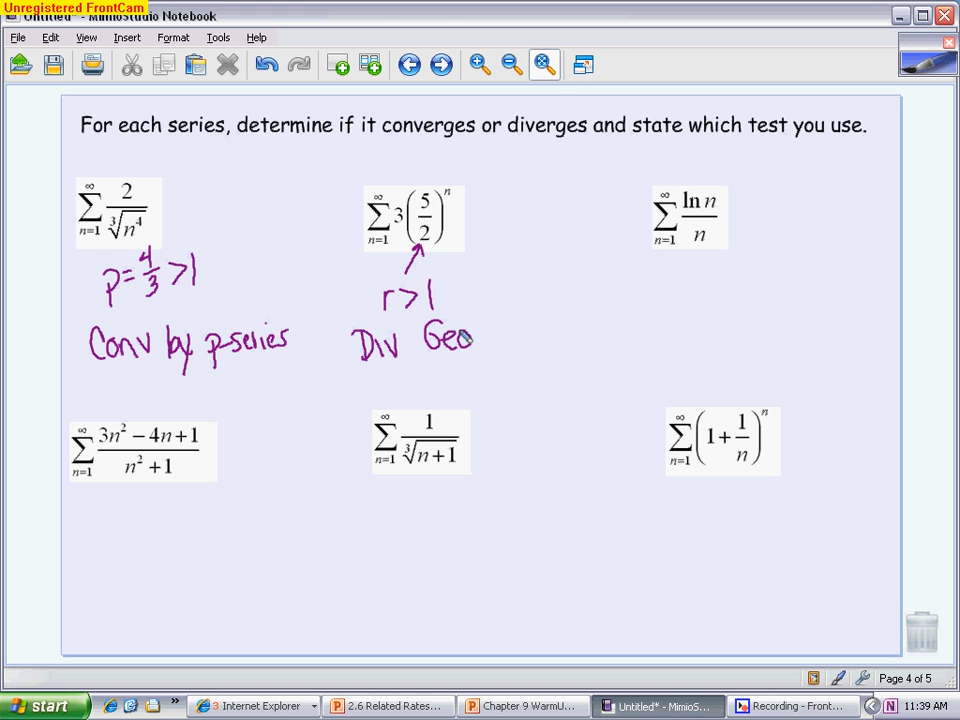 Unregistered FrontCam
Untitled* - MimioStudio Notebook
File Edit View Insert Format Tools Help
For each series, determine if it converges or diverges and state which test you use.
∞ ∑ n=1 2 / ∛(n⁴)
∞ ∑ n=1 3(5/2)ⁿ
∞ ∑ n=1 ln n / n
p = 4/3 > 1
r > 1
Conv by p-series
Div Geo
∞ ∑ n=1 (3n² − 4n + 1) / (n² + 1)
∞ ∑ n=1 1 / ∛(n + 1)
∞ ∑ n=1 (1 + 1/n)ⁿ
Page 4 of 5
start
3 Internet Explorer
2.6 Related Rates...
Chapter 9 WarmU...
Untitled* - MimioS...
Recording - Front...
11:39 AM